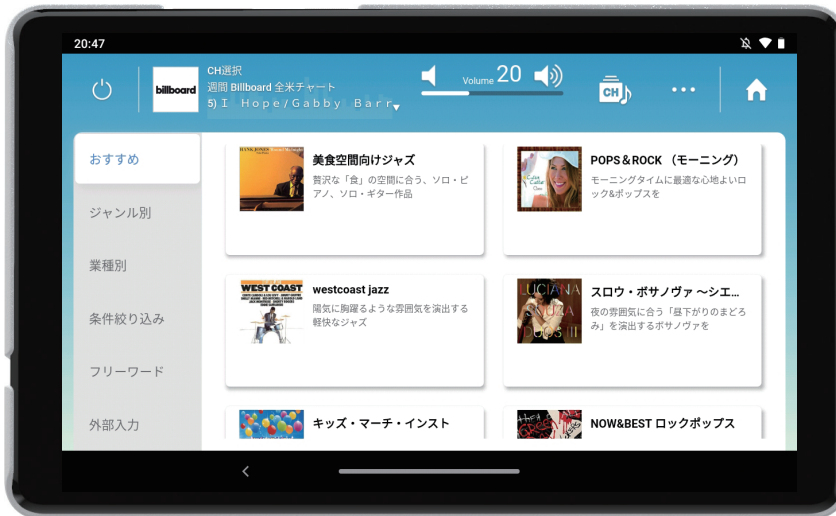 20:47
CH選択
billboard
週間 Billboard 全米チャート
5) I Hope/Gabby Barr
Volume 20
CH
おすすめ
ジャンル別
業種別
条件絞り込み
フリーワード
外部入力
HANK JONES
美食空間向けジャズ
贅沢な「食」の空間に合う、ソロ・ピ
アノ、ソロ・ギター作品
POPS＆ROCK （モーニング）
モーニングタイムに最適な心地よいロ
ック&ポップスを
WEST COAST
westcoast jazz
陽気に胸躍るような雰囲気を演出する
軽快なジャズ
LUCIANA
SOUZA
DUOS III
スロウ・ボサノヴァ ～シエ...
夜の雰囲気に合う「昼下がりのまどろ
み」を演出するボサノヴァを
キッズ・マーチ・インスト
NOW&BEST ロックポップス